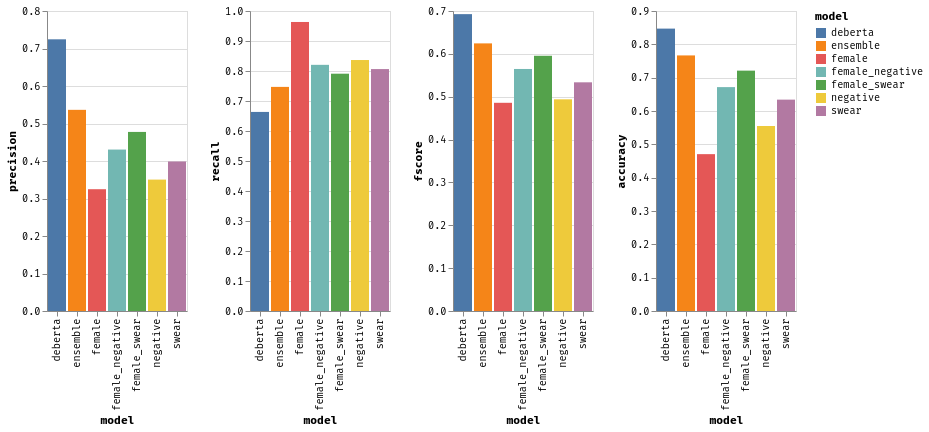 0.8
0.7
0.6
0.5
0.4
0.3
0.2
0.1
0.0
precision
deberta
ensemble
female
female_negative
female_swear
negative
swear
model
1.0
0.9
0.8
0.7
0.6
0.5
0.4
0.3
0.2
0.1
0.0
recall
deberta
ensemble
female
female_negative
female_swear
negative
swear
model
0.7
0.6
0.5
0.4
0.3
0.2
0.1
0.0
fscore
deberta
ensemble
female
female_negative
female_swear
negative
swear
model
0.9
0.8
0.7
0.6
0.5
0.4
0.3
0.2
0.1
0.0
accuracy
deberta
ensemble
female
female_negative
female_swear
negative
swear
model
model
deberta
ensemble
female
female_negative
female_swear
negative
swear